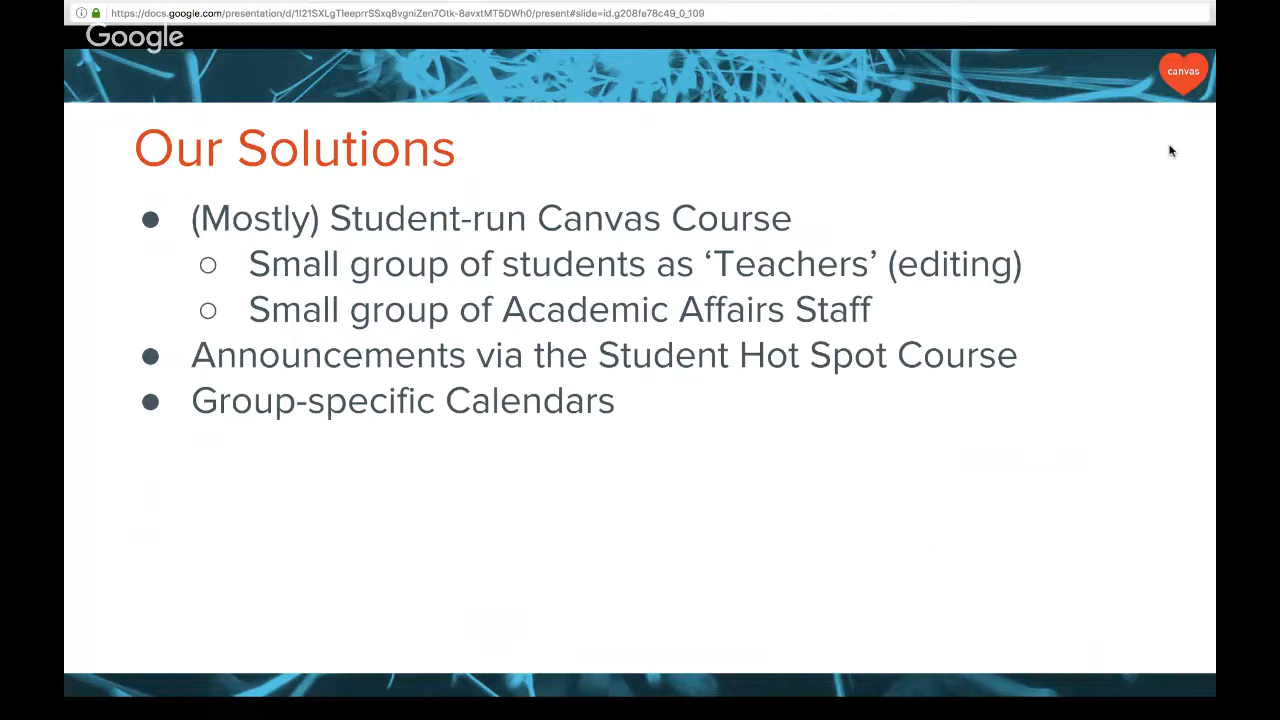 https://docs.google.com/presentation/d/1I21SXLgTleeprrSSxq8vgniZen7Otk-8avxtMT5DWh0/present#slide=id.g208fe78c49_0_109
Google
canvas
Our Solutions
● (Mostly) Student-run Canvas Course
○ Small group of students as ‘Teachers’ (editing)
○ Small group of Academic Affairs Staff
● Announcements via the Student Hot Spot Course
● Group-specific Calendars